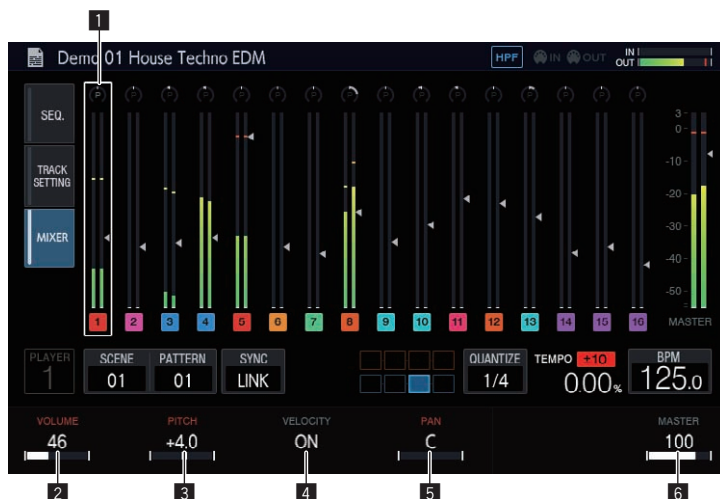 1
Demo 01 House Techno EDM
HPF
IN
OUT
IN
OUT
SEQ.
TRACK
SETTING
MIXER
P P P P P P P P P P P P P P P P
3
0
-10
-20
-30
-40
-50
1 2 3 4 5 6 7 8 9 10 11 12 13 14 15 16 MASTER
PLAYER
1
SCENE
01
PATTERN
01
SYNC
LINK
QUANTIZE
1/4
TEMPO +10
0.00%
BPM
125.0
VOLUME
46
PITCH
+4.0
VELOCITY
ON
PAN
C
MASTER
100
2 3 4 5 6